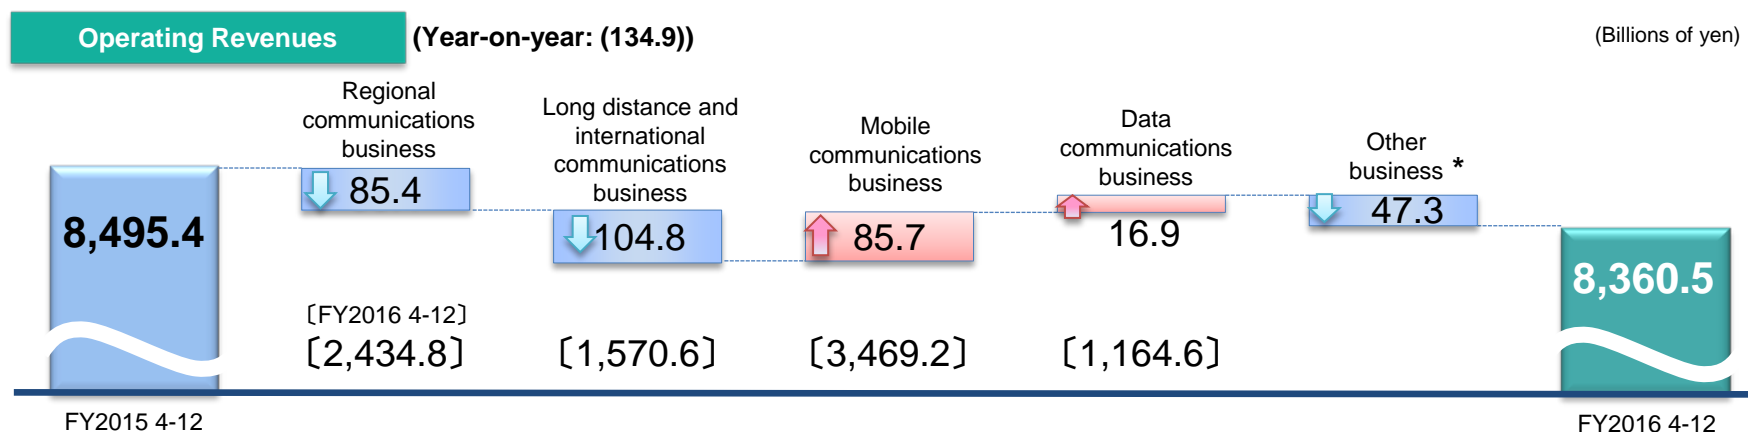 Operating Revenues
(Year-on-year: (134.9))
(Billions of yen)
Regional
communications
business
Long distance and
international
communications
business
Mobile
communications
business
Data
communications
business
Other
business *
8,495.4
85.4
104.8
85.7
16.9
47.3
8,360.5
〔FY2016 4-12〕
〔2,434.8〕
〔1,570.6〕
〔3,469.2〕
〔1,164.6〕
FY2015 4-12
FY2016 4-12